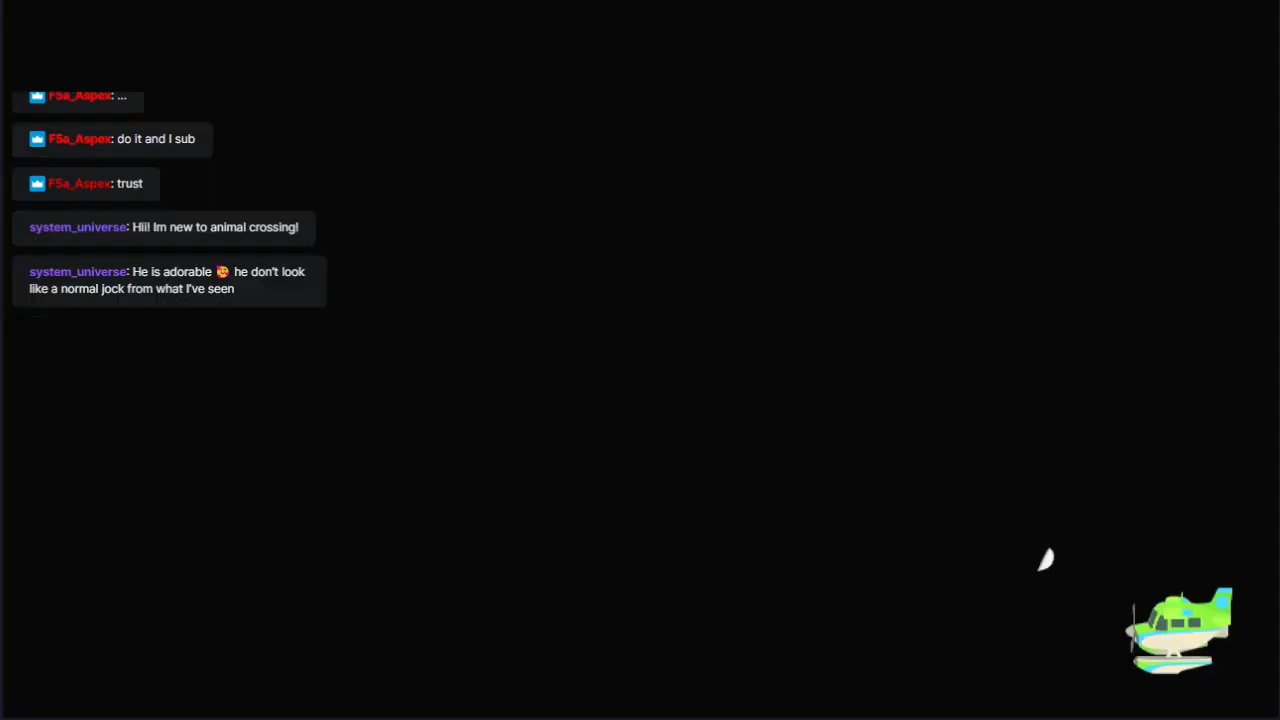 F5a_Aspex: ...
F5a_Aspex: do it and I sub
F5a_Aspex: trust
system_universe: Hii! Im new to animal crossing!
system_universe: He is adorable 🥰 he don't look
like a normal jock from what I've seen